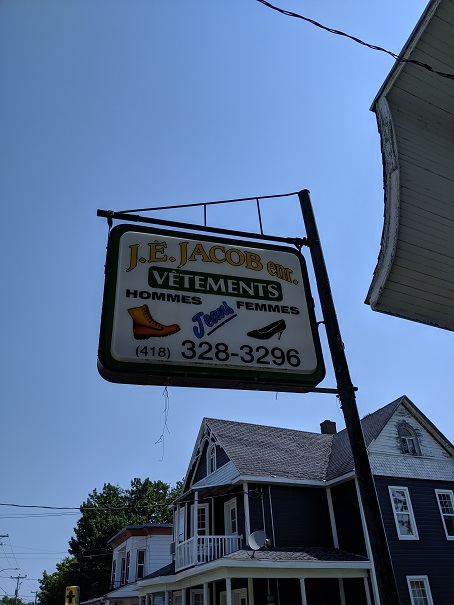 J.É. JACOB enr.
VÊTEMENTS
HOMMES FEMMES
Jeans
(418) 328-3296